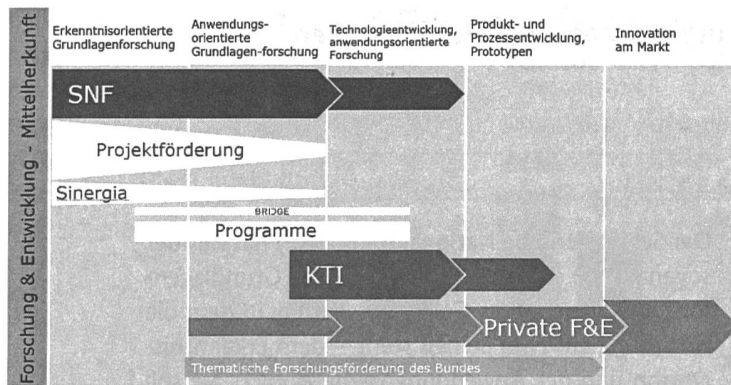 Forschung & Entwicklung - Mittelherkunft
Erkenntnisorientierte
Grundlagenforschung
Anwendungs-
orientierte
Grundlagen-forschung
Technologieentwicklung,
anwendungsorientierte
Forschung
Produkt- und
Prozessentwicklung,
Prototypen
Innovation
am Markt
SNF
Projektförderung
Sinergia
BRIDGE
Programme
KTI
Private F&E
Thematische Forschungsförderung des Bundes